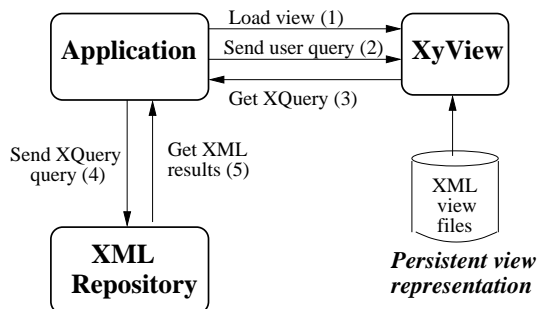 Load view (1)
Application
Send user query (2)
XyView
Get XQuery (3)
Send XQuery
query (4)
Get XML
results (5)
XML
view
files
XML
Repository
Persistent view
representation